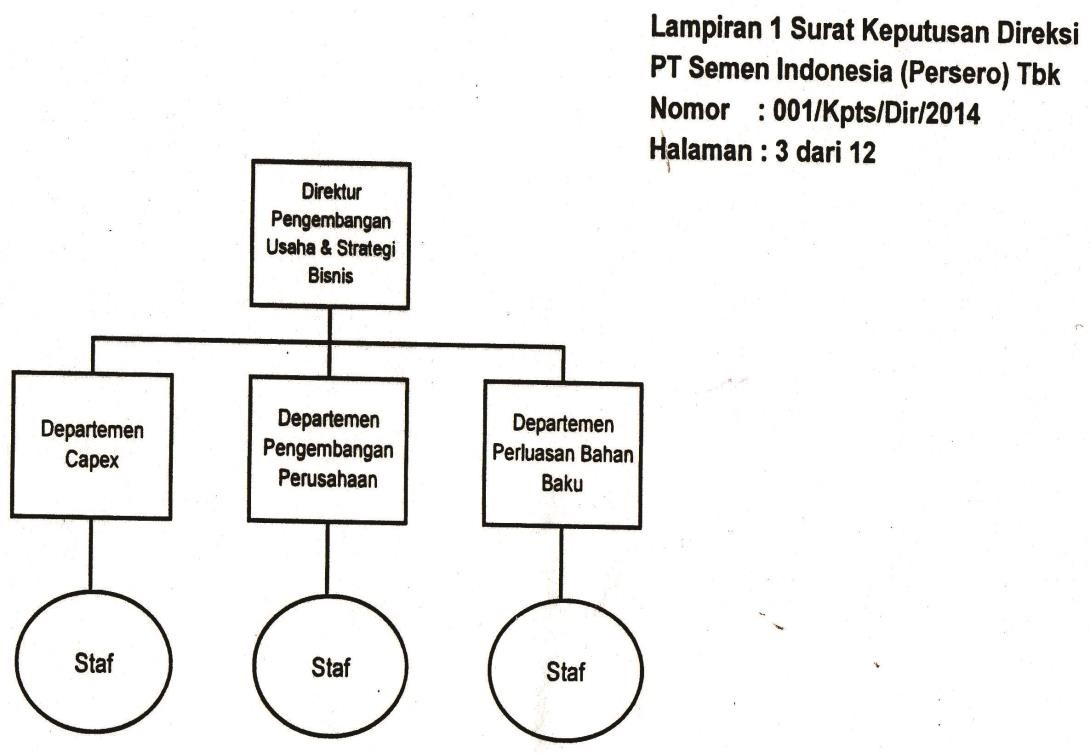 Lampiran 1 Surat Keputusan Direksi
PT Semen Indonesia (Persero) Tbk
Nomor : 001/Kpts/Dir/2014
Halaman : 3 dari 12
Direktur
Pengembangan
Usaha & Strategi
Bisnis
Departemen
Capex
Departemen
Pengembangan
Perusahaan
Departemen
Perluasan Bahan
Baku
Staf
Staf
Staf